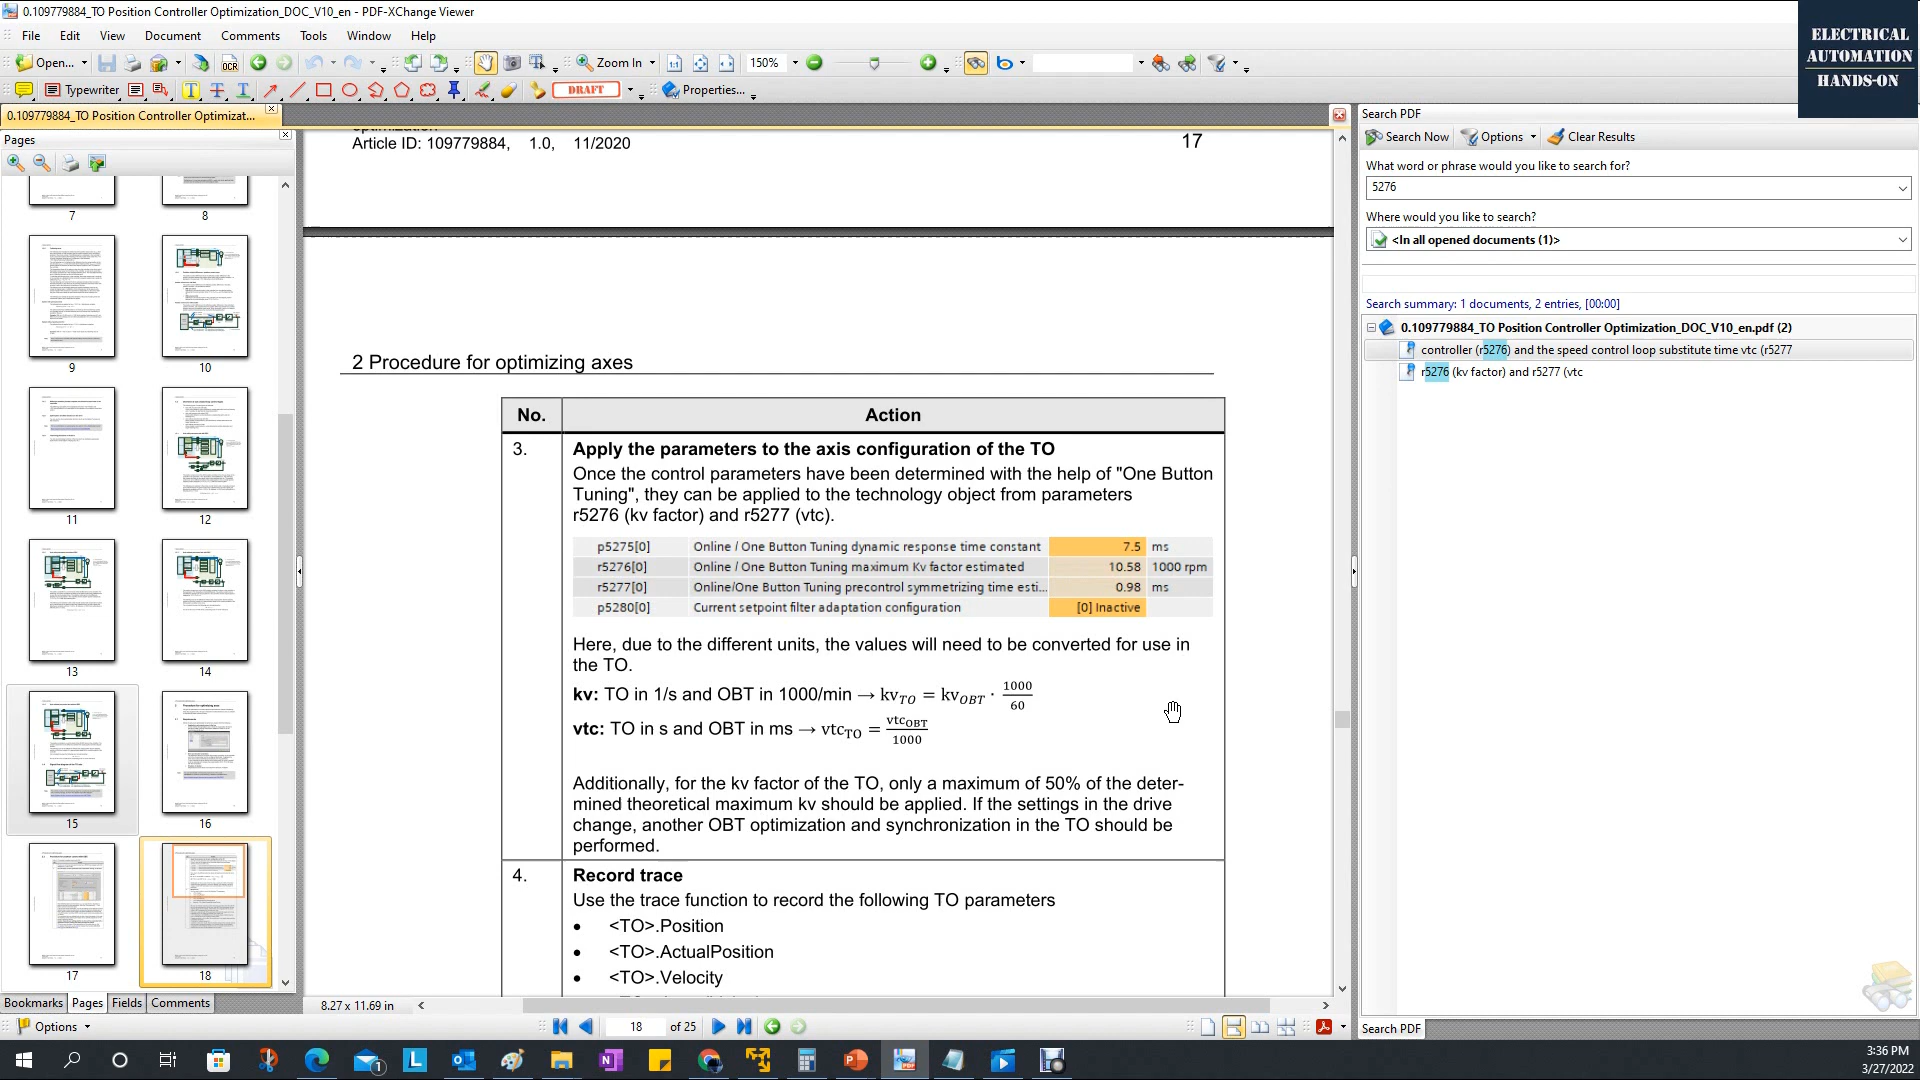 0.109779884_TO Position Controller Optimization_DOC_V10_en - PDF-XChange Viewer
File Edit View Document Comments Tools Window Help
Open... OCR Zoom In 150%
Typewriter DRAFT Properties...
ELECTRICAL
AUTOMATION
HANDS-ON
0.109779884_TO Position Controller Optimizat...
Pages
7 8
9 10
11 12
13 14
15 16
17 18
Bookmarks Pages Fields Comments
Options
Article ID: 109779884, 1.0, 11/2020 17
2 Procedure for optimizing axes
No. Action
3. Apply the parameters to the axis configuration of the TO
Once the control parameters have been determined with the help of "One Button
Tuning", they can be applied to the technology object from parameters
r5276 (kv factor) and r5277 (vtc).
p5275[0] Online / One Button Tuning dynamic response time constant 7.5 ms
r5276[0] Online / One Button Tuning maximum Kv factor estimated 10.58 1000 rpm
r5277[0] Online/One Button Tuning precontrol symmetrizing time esti... 0.98 ms
p5280[0] Current setpoint filter adaptation configuration [0] Inactive
Here, due to the different units, the values will need to be converted for use in
the TO.
kv: TO in 1/s and OBT in 1000/min → kv_TO = kv_OBT · 1000/60
vtc: TO in s and OBT in ms → vtc_TO = vtc_OBT/1000
Additionally, for the kv factor of the TO, only a maximum of 50% of the deter-
mined theoretical maximum kv should be applied. If the settings in the drive
change, another OBT optimization and synchronization in the TO should be
performed.
4. Record trace
Use the trace function to record the following TO parameters
• <TO>.Position
• <TO>.ActualPosition
• <TO>.Velocity
8.27 x 11.69 in
18 of 25
Search PDF
Search Now Options Clear Results
What word or phrase would you like to search for?
5276
Where would you like to search?
<In all opened documents (1)>
Search summary: 1 documents, 2 entries, [00:00]
0.109779884_TO Position Controller Optimization_DOC_V10_en.pdf (2)
controller (r5276) and the speed control loop substitute time vtc (r5277
r5276 (kv factor) and r5277 (vtc
Search PDF
3:36 PM
3/27/2022